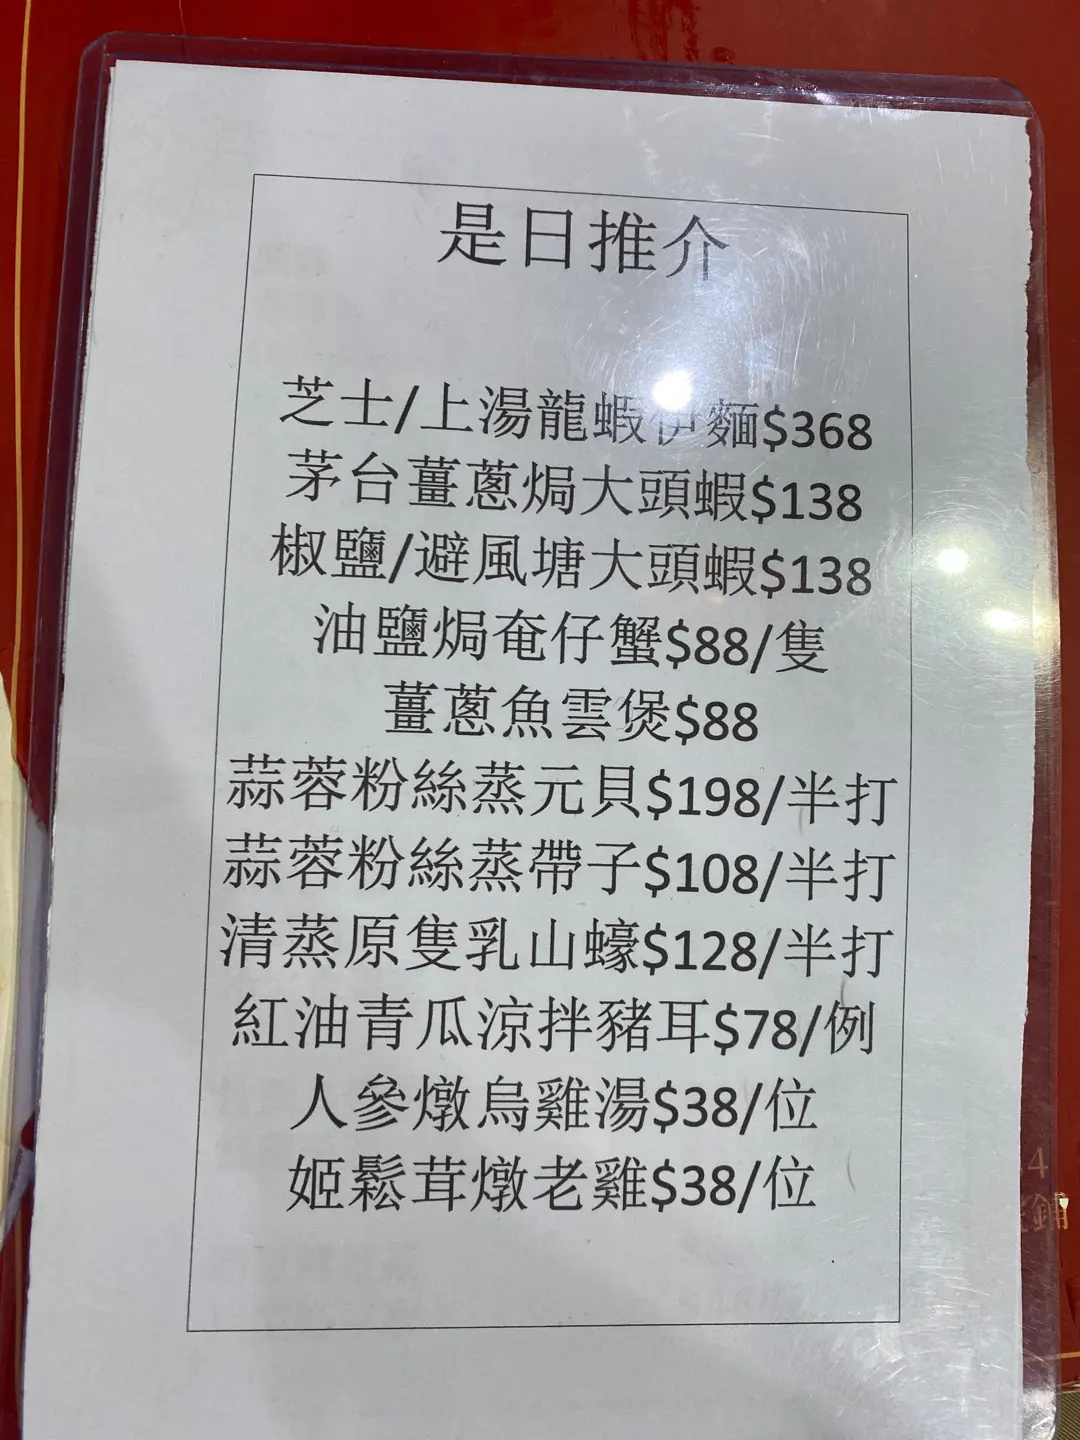 是日推介
芝士/上湯龍蝦伊麵$368
茅台薑蔥焗大頭蝦$138
椒鹽/避風塘大頭蝦$138
油鹽焗奄仔蟹$88/隻
薑蔥魚雲煲$88
蒜蓉粉絲蒸元貝$198/半打
蒜蓉粉絲蒸帶子$108/半打
清蒸原隻乳山蠔$128/半打
紅油青瓜涼拌豬耳$78/例
人參燉烏雞湯$38/位
姬鬆茸燉老雞$38/位
4
鋪